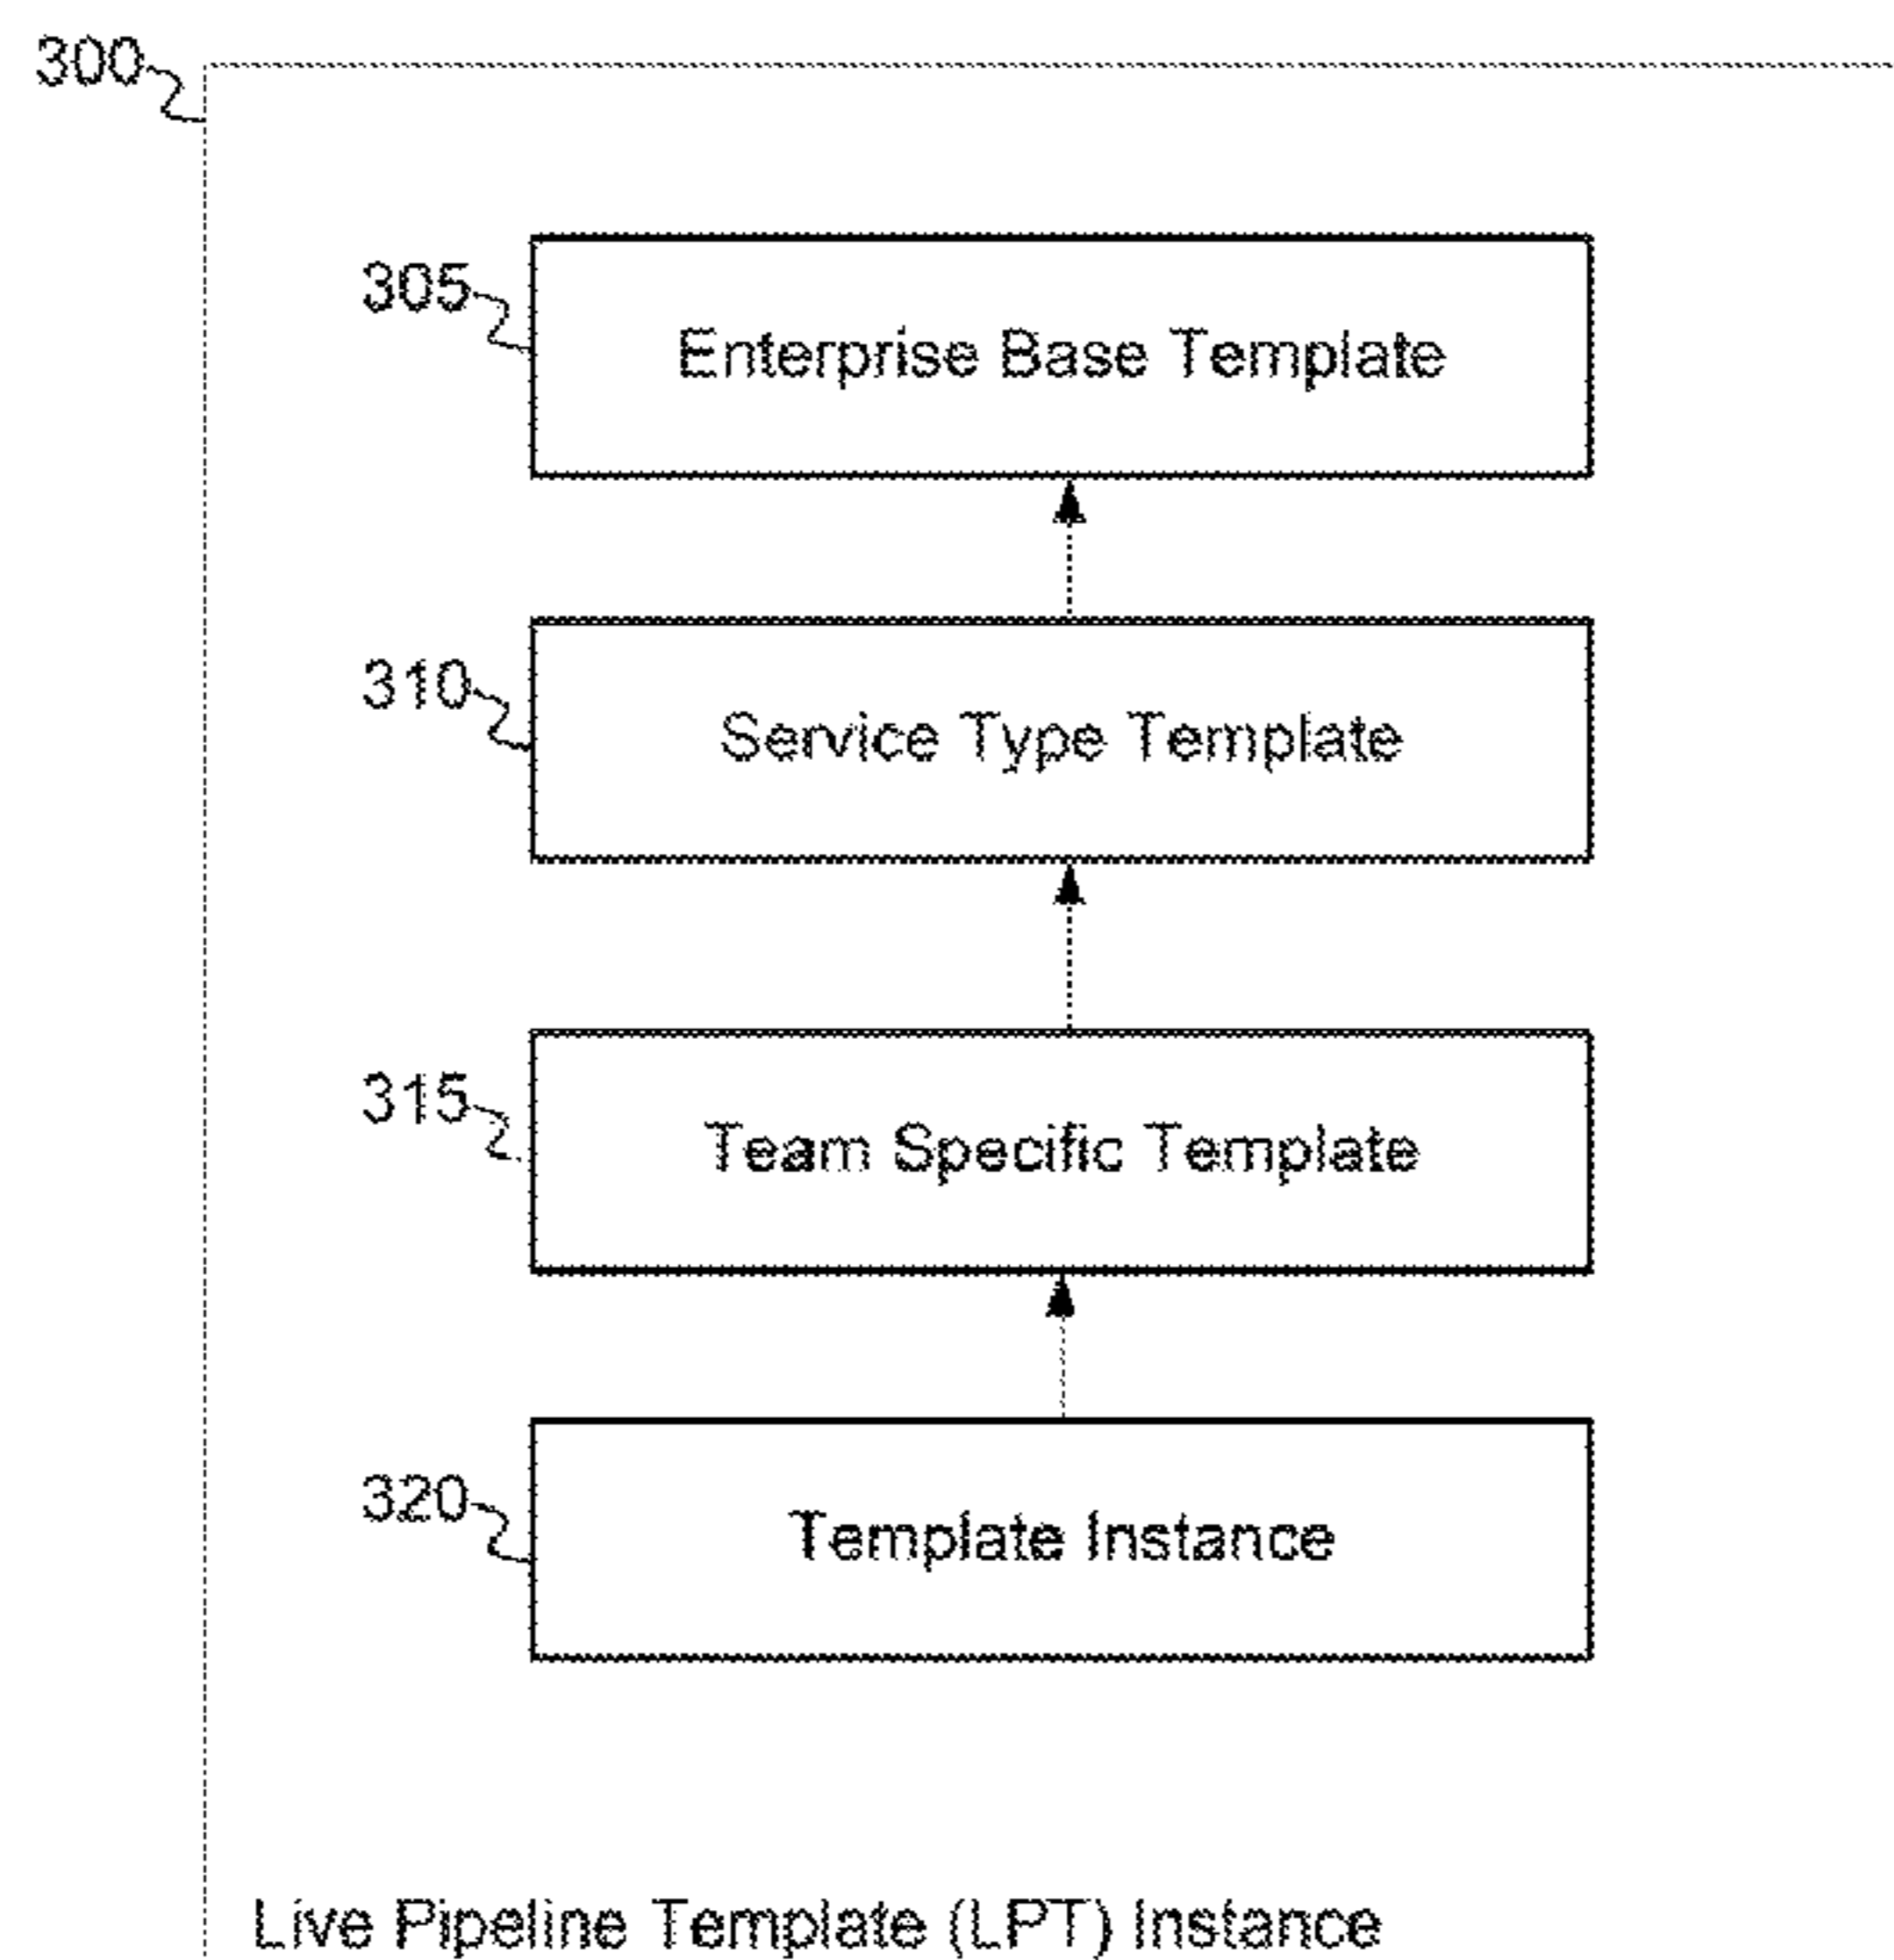 300
305
Enterprise Base Template
310
Service Type Template
315
Team Specific Template
320
Template Instance
Live Pipeline Template (LPT) Instance